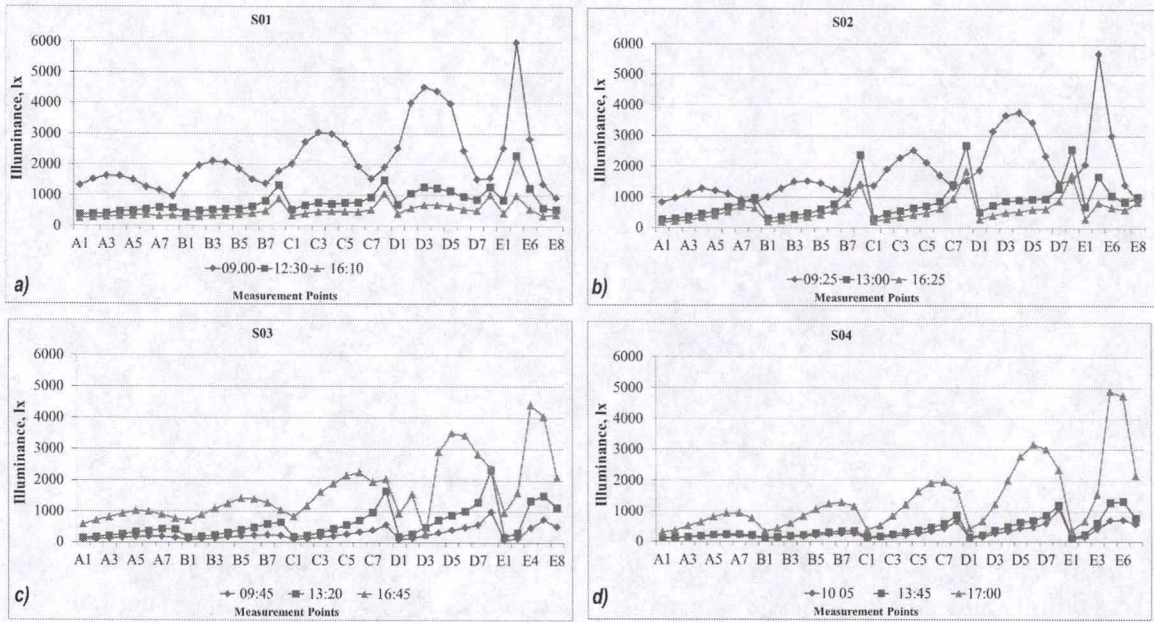 S01
6000
5000
4000
3000
2000
1000
0
Illuminance, lx
A1 A3 A5 A7 B1 B3 B5 B7 C1 C3 C5 C7 D1 D3 D5 D7 E1 E6 E8
09.00 12:30 16:10
Measurement Points
a)
S02
6000
5000
4000
3000
2000
1000
0
Illuminance, lx
A1 A3 A5 A7 B1 B3 B5 B7 C1 C3 C5 C7 D1 D3 D5 D7 E1 E6 E8
09:25 13:00 16:25
Measurement Points
b)
S03
6000
5000
4000
3000
2000
1000
0
Illuminance, lx
A1 A3 A5 A7 B1 B3 B5 B7 C1 C3 C5 C7 D1 D3 D5 D7 E1 E4 E8
09:45 13:20 16:45
Measurement Points
c)
S04
6000
5000
4000
3000
2000
1000
0
Illuminance, lx
A1 A3 A5 A7 B1 B3 B5 B7 C1 C3 C5 C7 D1 D3 D5 D7 E1 E3 E6
10 05 13:45 17:00
Measurement Points
d)